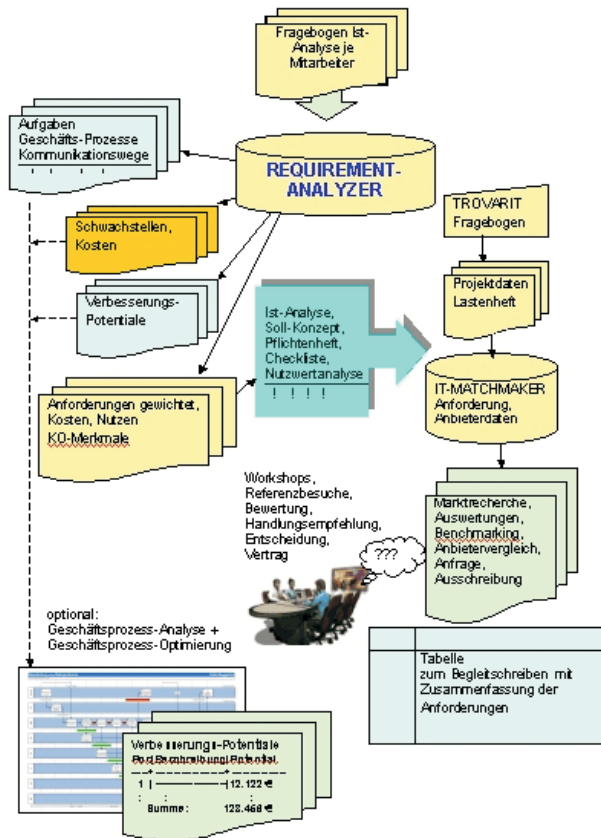 Fragebogen Ist-
Analyse je
Mitarbeiter
Aufgaben
Geschäfts-Prozesse
Kommunikationswege
! ! ! !
REQUIREMENT-
ANALYZER
TROVARIT
Fragebogen
Schwachstellen,
Kosten
Projektdaten
Lastenheft
Verbesserungs-
Potentiale
Ist-Analyse,
Soll-Konzept,
Pflichtenheft,
Checkliste,
Nutzwertanalyse
! ! ! !
IT-MATCHMAKER
Anforderung,
Anbieterdaten
Anforderungen gewichtet,
Kosten, Nutzen
KO-Merkmale
Workshops,
Referenzbesuche,
Bewertung,
Handlungsempfehlung,
Entscheidung,
Vertrag
???
Marktrecherche,
Auswertungen,
Benchmarking,
Anbietervergleich,
Anfrage,
Ausschreibung
optional:
Geschäftsprozess-Analyse +
Geschäftsprozess-Optimierung
Tabelle
zum Begleitschreiben mit
Zusammenfassung der
Anforderungen
Verbesserungs-Potentiale
Beschreibung| Potential
1 | 12.122 €
: : :
Summe: 123.456 €